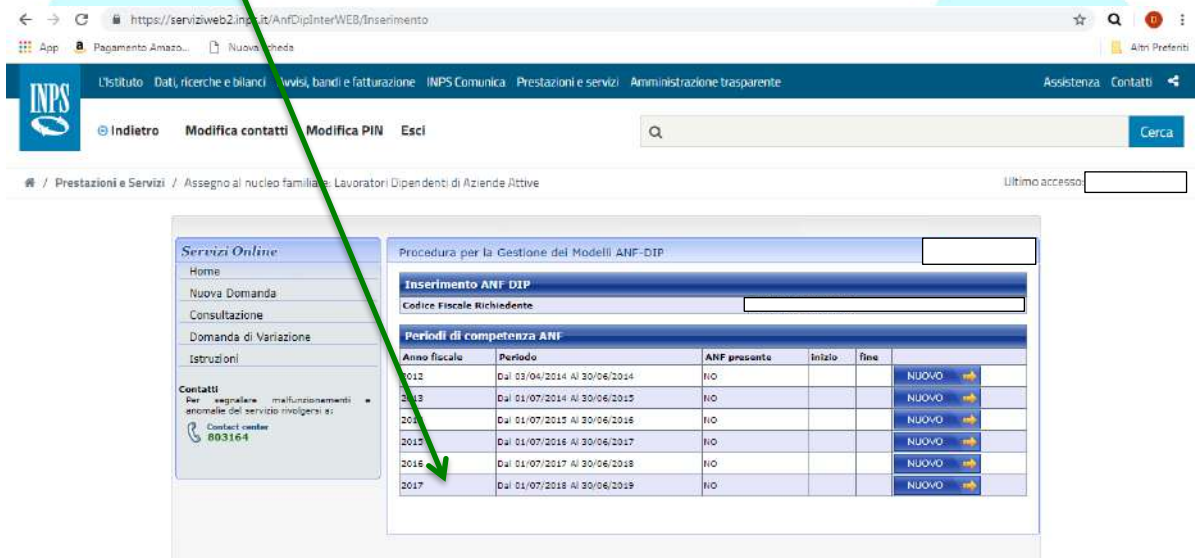 https://serviziweb2.inps.it/AnfDipInterWEB/Inserimento
App Pagamento Amazo... Nuova scheda Altri Preferiti
L'Istituto Dati, ricerche e bilanci Avvisi, bandi e fatturazione INPS Comunica Prestazioni e servizi Amministrazione trasparente Assistenza Contatti
INPS
Indietro Modifica contatti Modifica PIN Esci Cerca
/ Prestazioni e Servizi / Assegno al nucleo familiare: Lavoratori Dipendenti di Aziende Attive Ultimo accesso:
Servizi Online
Home
Nuova Domanda
Consultazione
Domanda di Variazione
Istruzioni
Contatti
Per segnalare malfunzionamenti e
anomalie del servizio rivolgersi a:
Contact center
803164
Procedura per la Gestione dei Modelli ANF-DIP
Inserimento ANF DIP
Codice Fiscale Richiedente
Periodi di competenza ANF
Anno fiscale Periodo ANF presente inizio fine
2012 Dal 03/04/2014 Al 30/06/2014 NO NUOVO
2013 Dal 01/07/2014 Al 30/06/2015 NO NUOVO
2014 Dal 01/07/2015 Al 30/06/2016 NO NUOVO
2015 Dal 01/07/2016 Al 30/06/2017 NO NUOVO
2016 Dal 01/07/2017 Al 30/06/2018 NO NUOVO
2017 Dal 01/07/2018 Al 30/06/2019 NO NUOVO